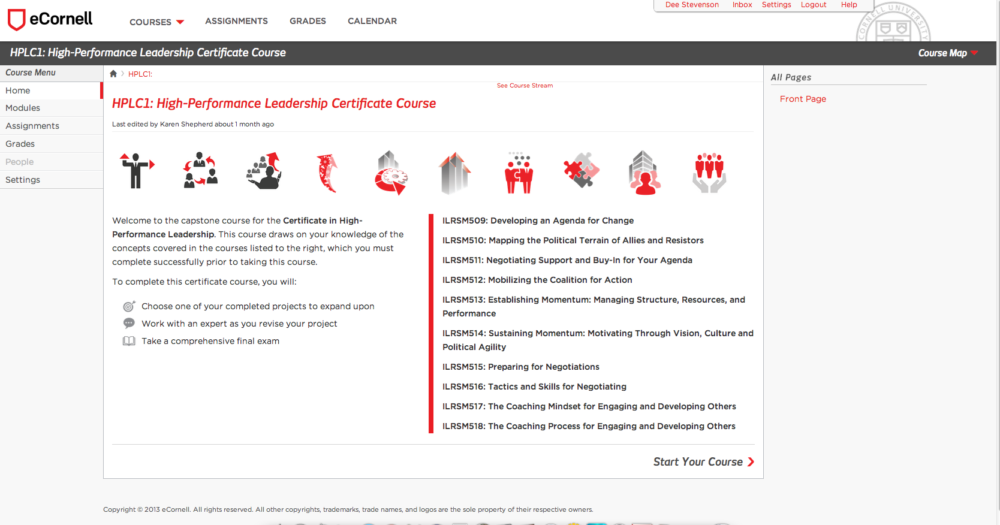 Dee Stevenson Inbox Settings Logout Help
eCornell
COURSES ASSIGNMENTS GRADES CALENDAR
CORNELL UNIVERSITY
HPLC1: High-Performance Leadership Certificate Course
Course Map
Course Menu
Home
Modules
Assignments
Grades
People
Settings
HPLC1:
See Course Stream
HPLC1: High-Performance Leadership Certificate Course
Last edited by Karen Shepherd about 1 month ago
Welcome to the capstone course for the Certificate in High-
Performance Leadership. This course draws on your knowledge of the
concepts covered in the courses listed to the right, which you must
complete successfully prior to taking this course.
To complete this certificate course, you will:
Choose one of your completed projects to expand upon
Work with an expert as you revise your project
Take a comprehensive final exam
ILRSM509: Developing an Agenda for Change
ILRSM510: Mapping the Political Terrain of Allies and Resistors
ILRSM511: Negotiating Support and Buy-In for Your Agenda
ILRSM512: Mobilizing the Coalition for Action
ILRSM513: Establishing Momentum: Managing Structure, Resources, and
Performance
ILRSM514: Sustaining Momentum: Motivating Through Vision, Culture and
Political Agility
ILRSM515: Preparing for Negotiations
ILRSM516: Tactics and Skills for Negotiating
ILRSM517: The Coaching Mindset for Engaging and Developing Others
ILRSM518: The Coaching Process for Engaging and Developing Others
Start Your Course
All Pages
Front Page
Copyright © 2013 eCornell. All rights reserved. All other copyrights, trademarks, trade names, and logos are the sole property of their respective owners.